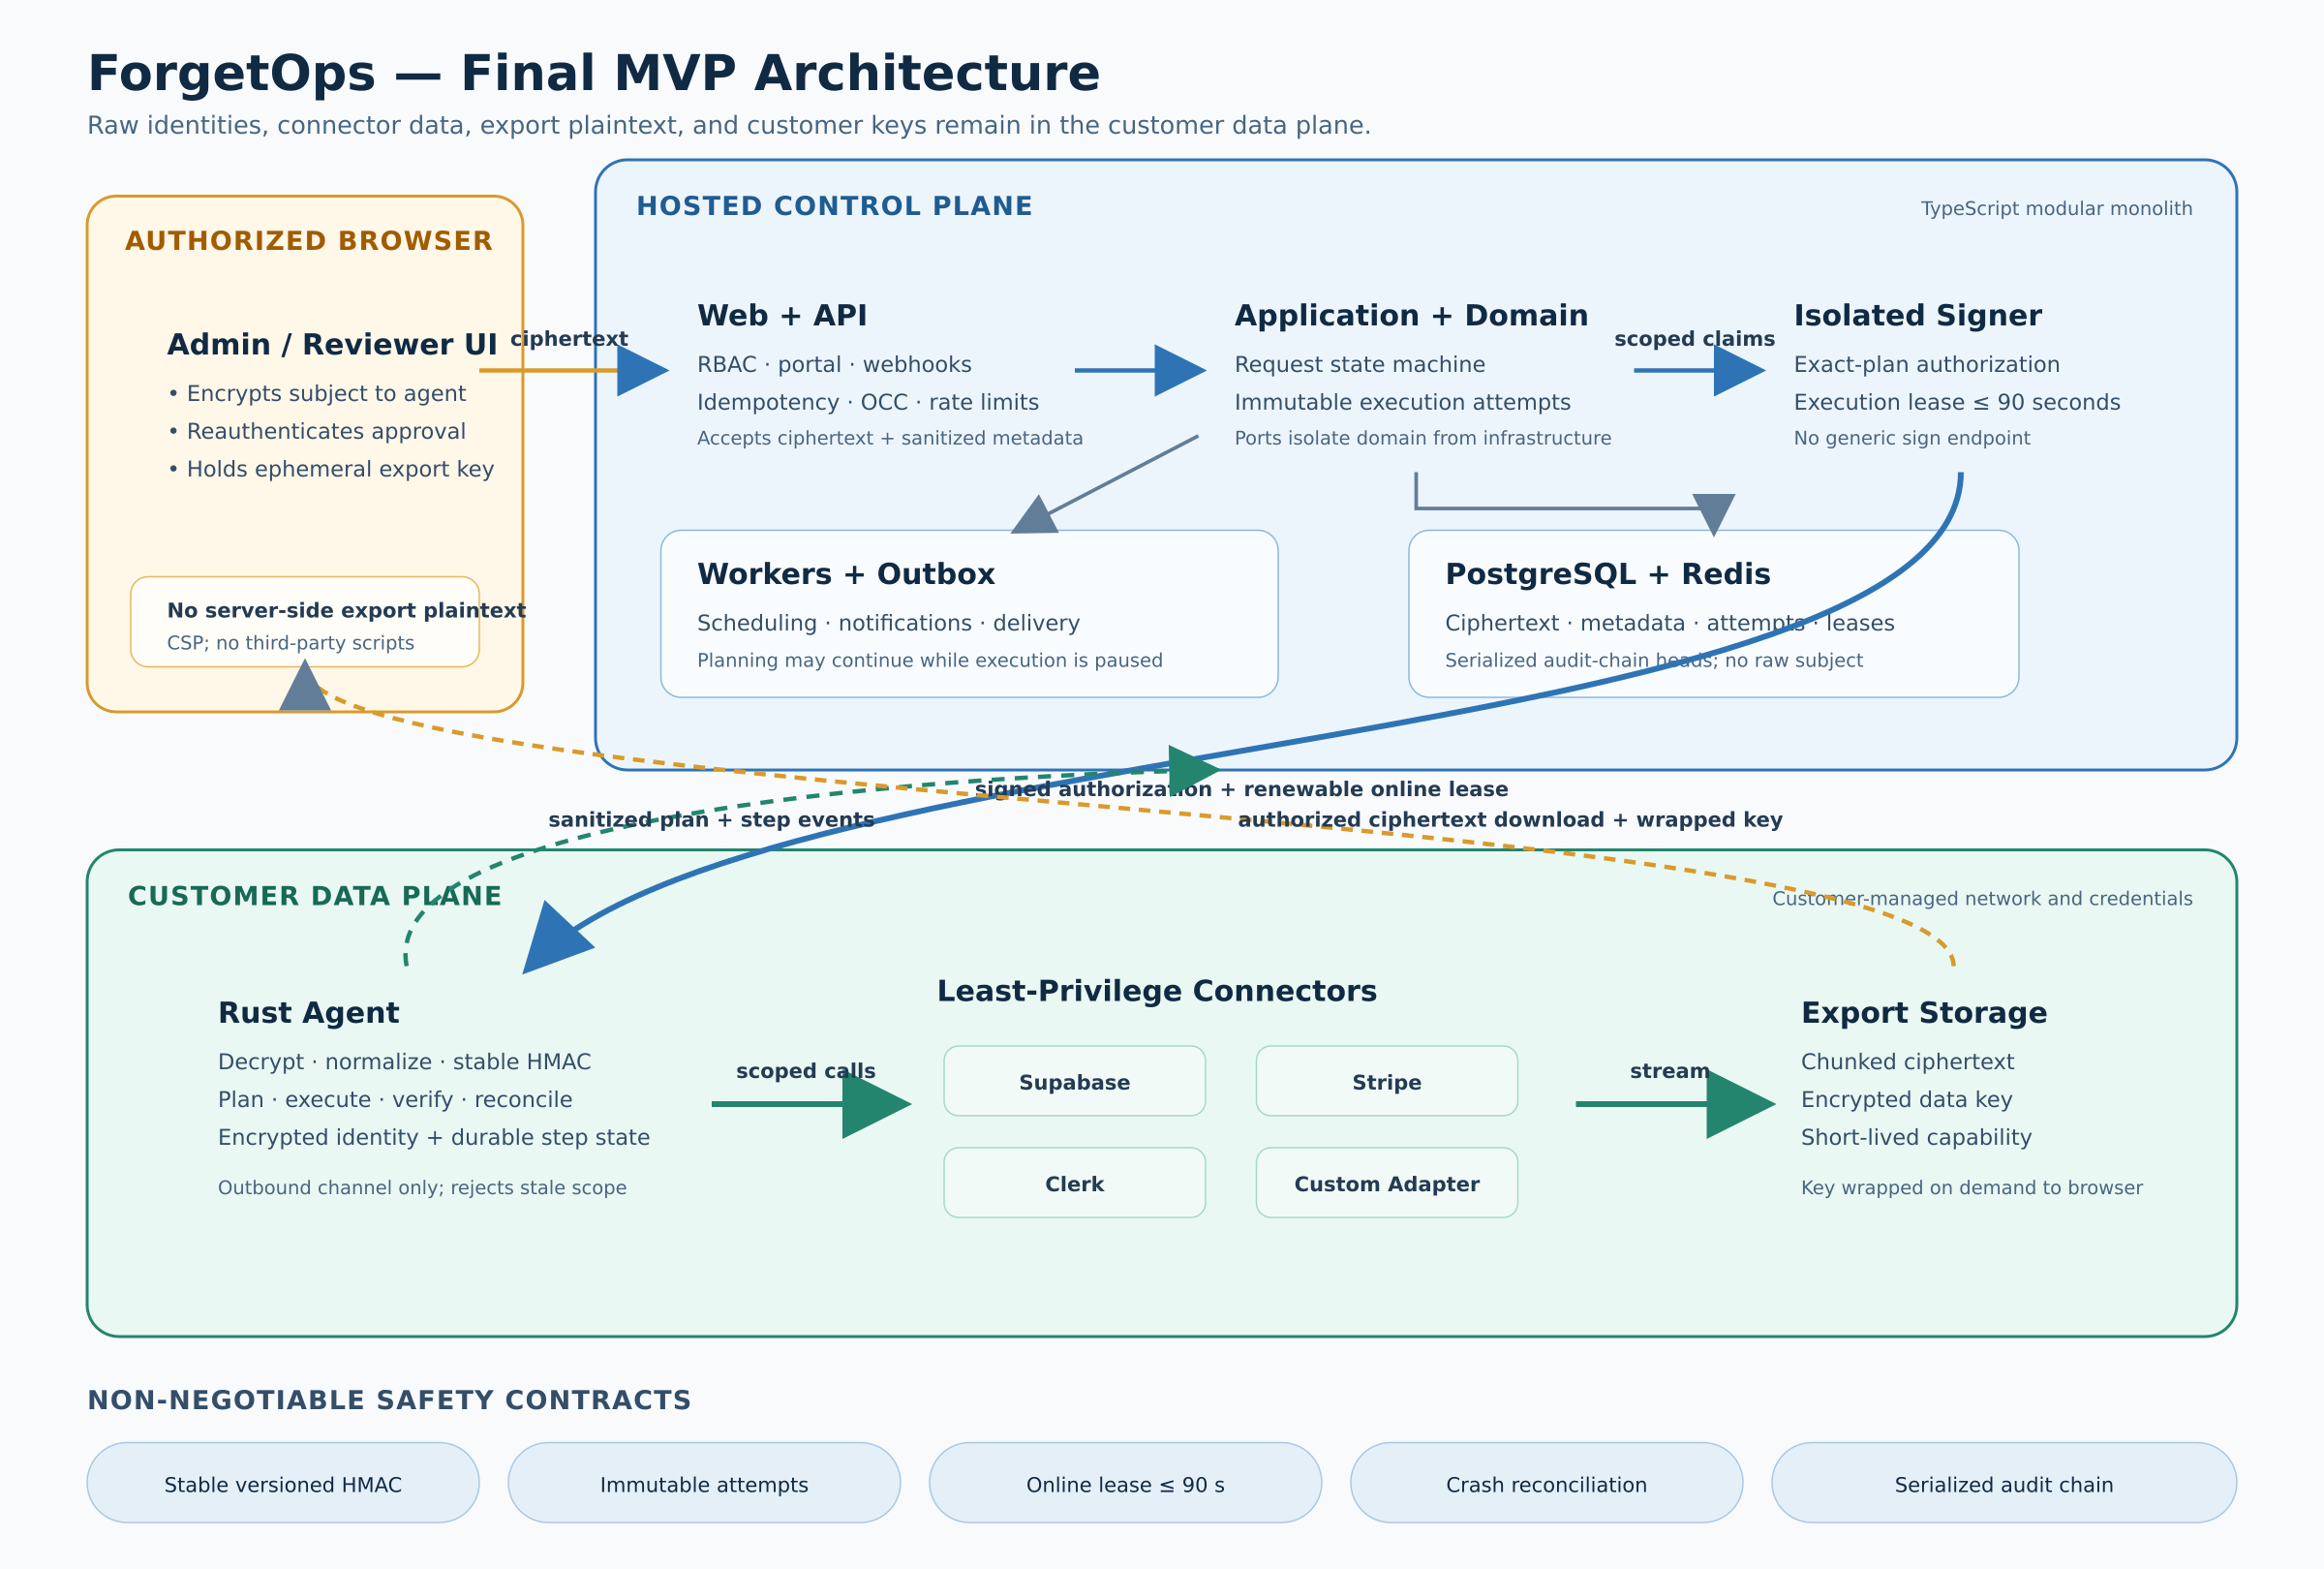 ForgetOps — Final MVP Architecture
Raw identities, connector data, export plaintext, and customer keys remain in the customer data plane.
AUTHORIZED BROWSER
Admin / Reviewer UI
• Encrypts subject to agent
• Reauthenticates approval
• Holds ephemeral export key
No server-side export plaintext
CSP; no third-party scripts
ciphertext
HOSTED CONTROL PLANE
TypeScript modular monolith
Web + API
RBAC · portal · webhooks
Idempotency · OCC · rate limits
Accepts ciphertext + sanitized metadata
Application + Domain
Request state machine
Immutable execution attempts
Ports isolate domain from infrastructure
scoped claims
Isolated Signer
Exact-plan authorization
Execution lease ≤ 90 seconds
No generic sign endpoint
Workers + Outbox
Scheduling · notifications · delivery
Planning may continue while execution is paused
PostgreSQL + Redis
Ciphertext · metadata · attempts · leases
Serialized audit-chain heads; no raw subject
signed authorization + renewable online lease
sanitized plan + step events
authorized ciphertext download + wrapped key
CUSTOMER DATA PLANE
Customer-managed network and credentials
Rust Agent
Decrypt · normalize · stable HMAC
Plan · execute · verify · reconcile
Encrypted identity + durable step state
Outbound channel only; rejects stale scope
scoped calls
Least-Privilege Connectors
Supabase
Stripe
Clerk
Custom Adapter
stream
Export Storage
Chunked ciphertext
Encrypted data key
Short-lived capability
Key wrapped on demand to browser
NON-NEGOTIABLE SAFETY CONTRACTS
Stable versioned HMAC
Immutable attempts
Online lease ≤ 90 s
Crash reconciliation
Serialized audit chain